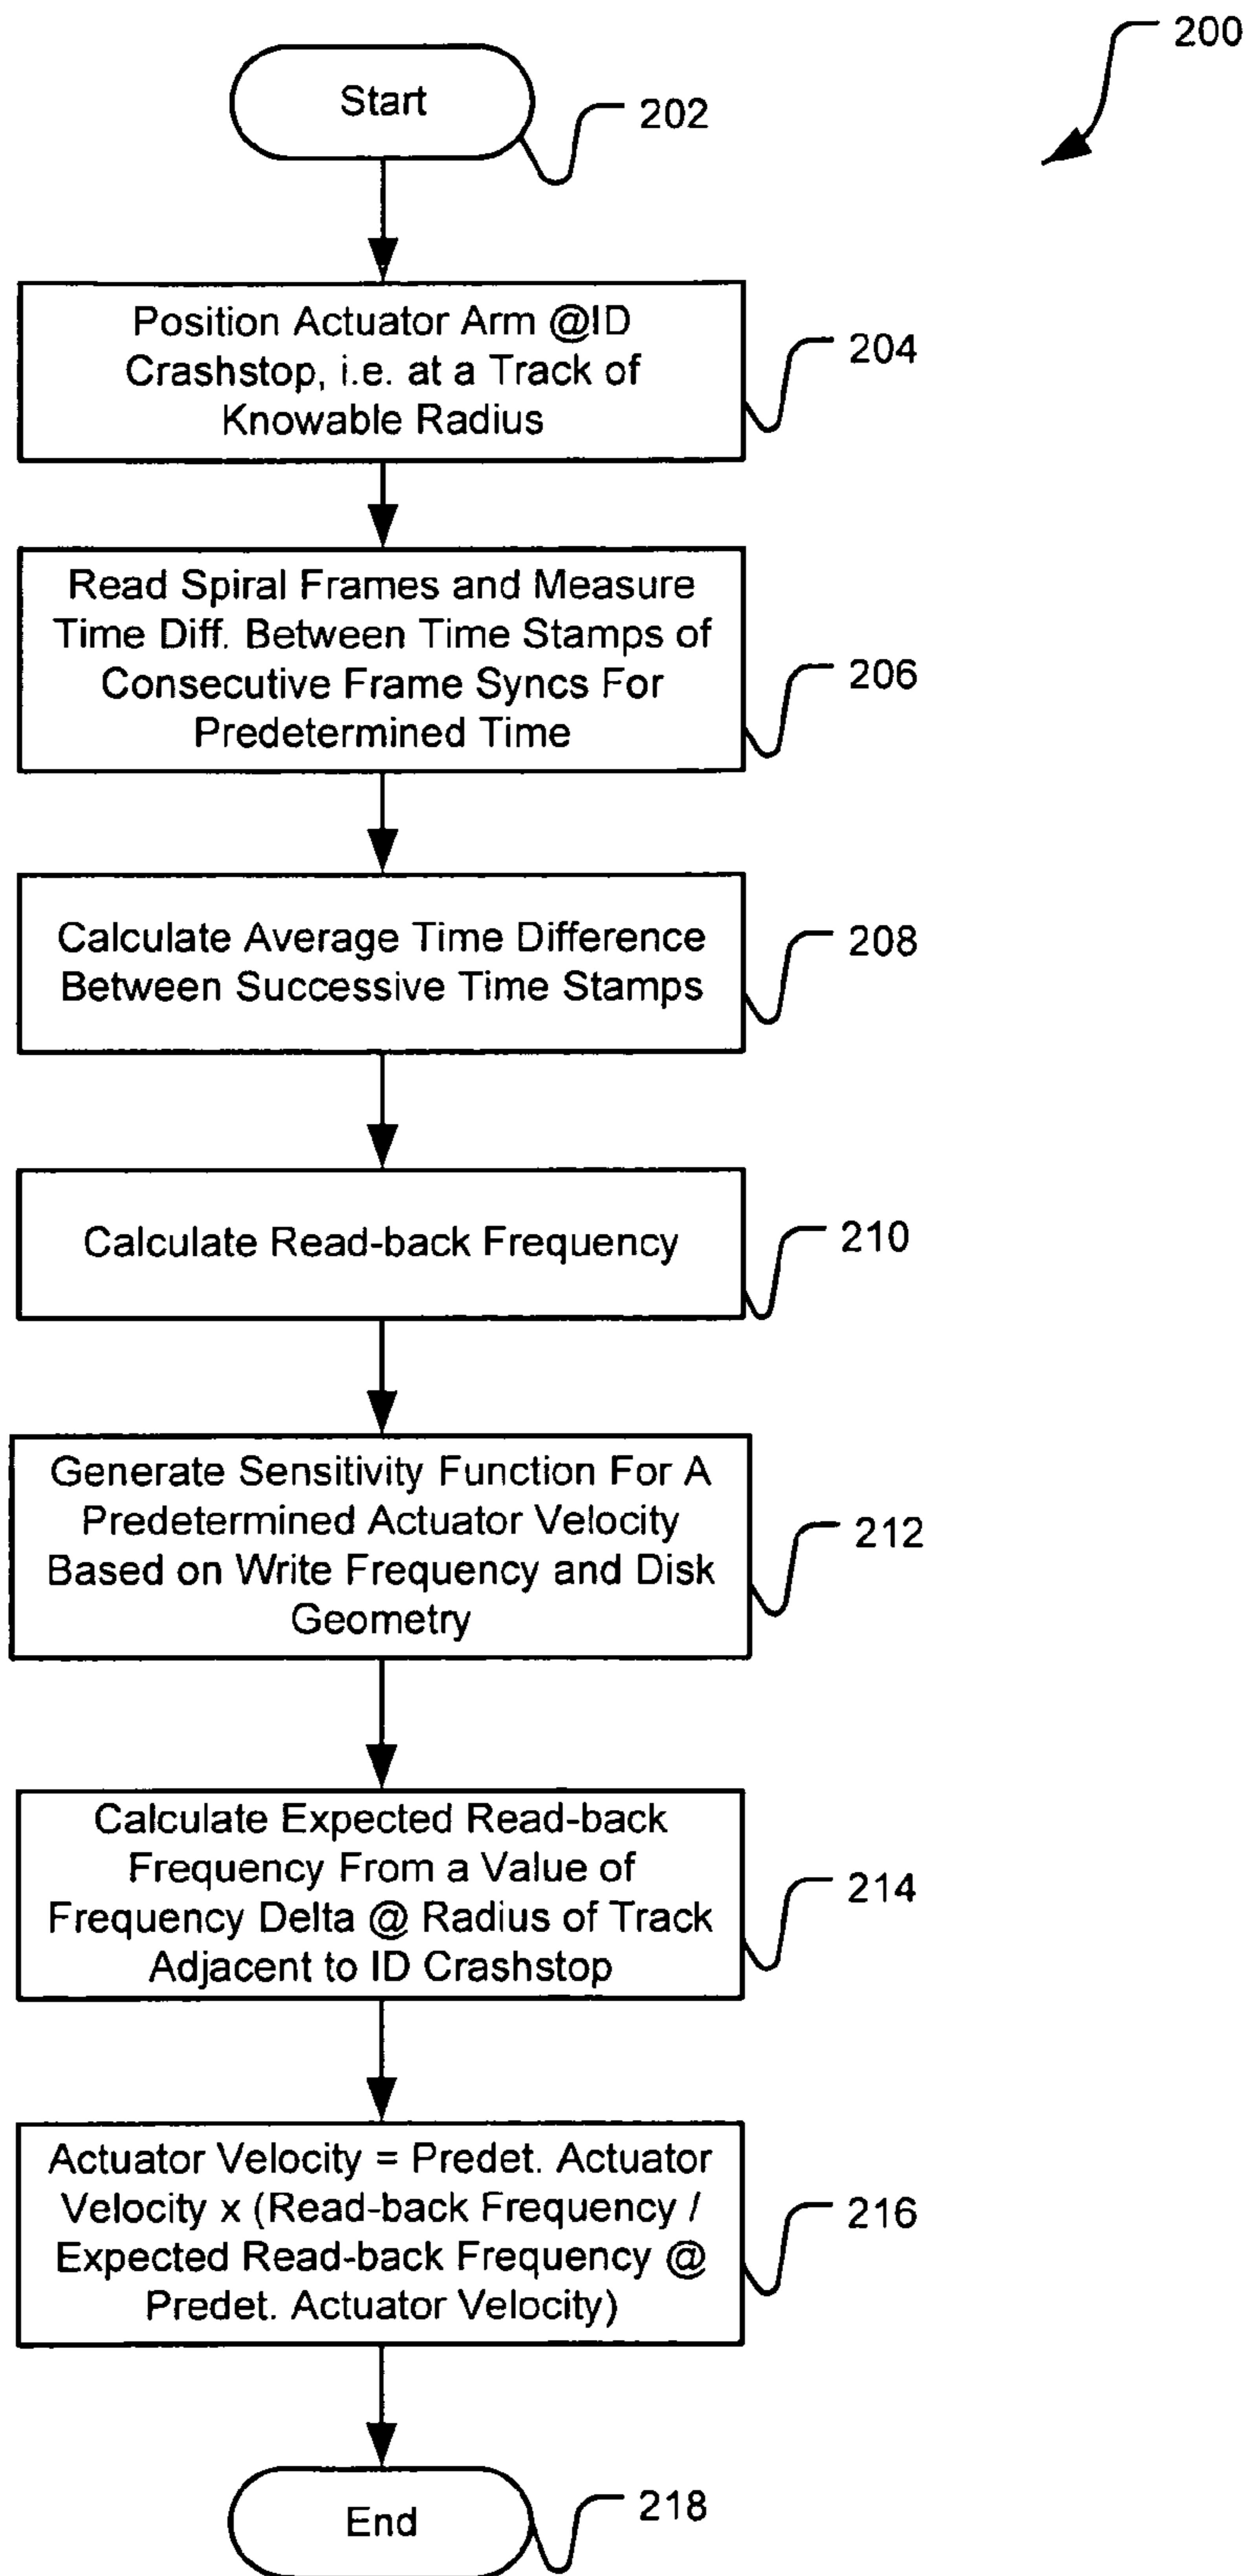 200
Start
202
Position Actuator Arm @ID
Crashstop, i.e. at a Track of
Knowable Radius
204
Read Spiral Frames and Measure
Time Diff. Between Time Stamps of
Consecutive Frame Syncs For
Predetermined Time
206
Calculate Average Time Difference
Between Successive Time Stamps
208
Calculate Read-back Frequency
210
Generate Sensitivity Function For A
Predetermined Actuator Velocity
Based on Write Frequency and Disk
Geometry
212
Calculate Expected Read-back
Frequency From a Value of
Frequency Delta @ Radius of Track
Adjacent to ID Crashstop
214
Actuator Velocity = Predet. Actuator
Velocity x (Read-back Frequency /
Expected Read-back Frequency @
Predet. Actuator Velocity)
216
End
218